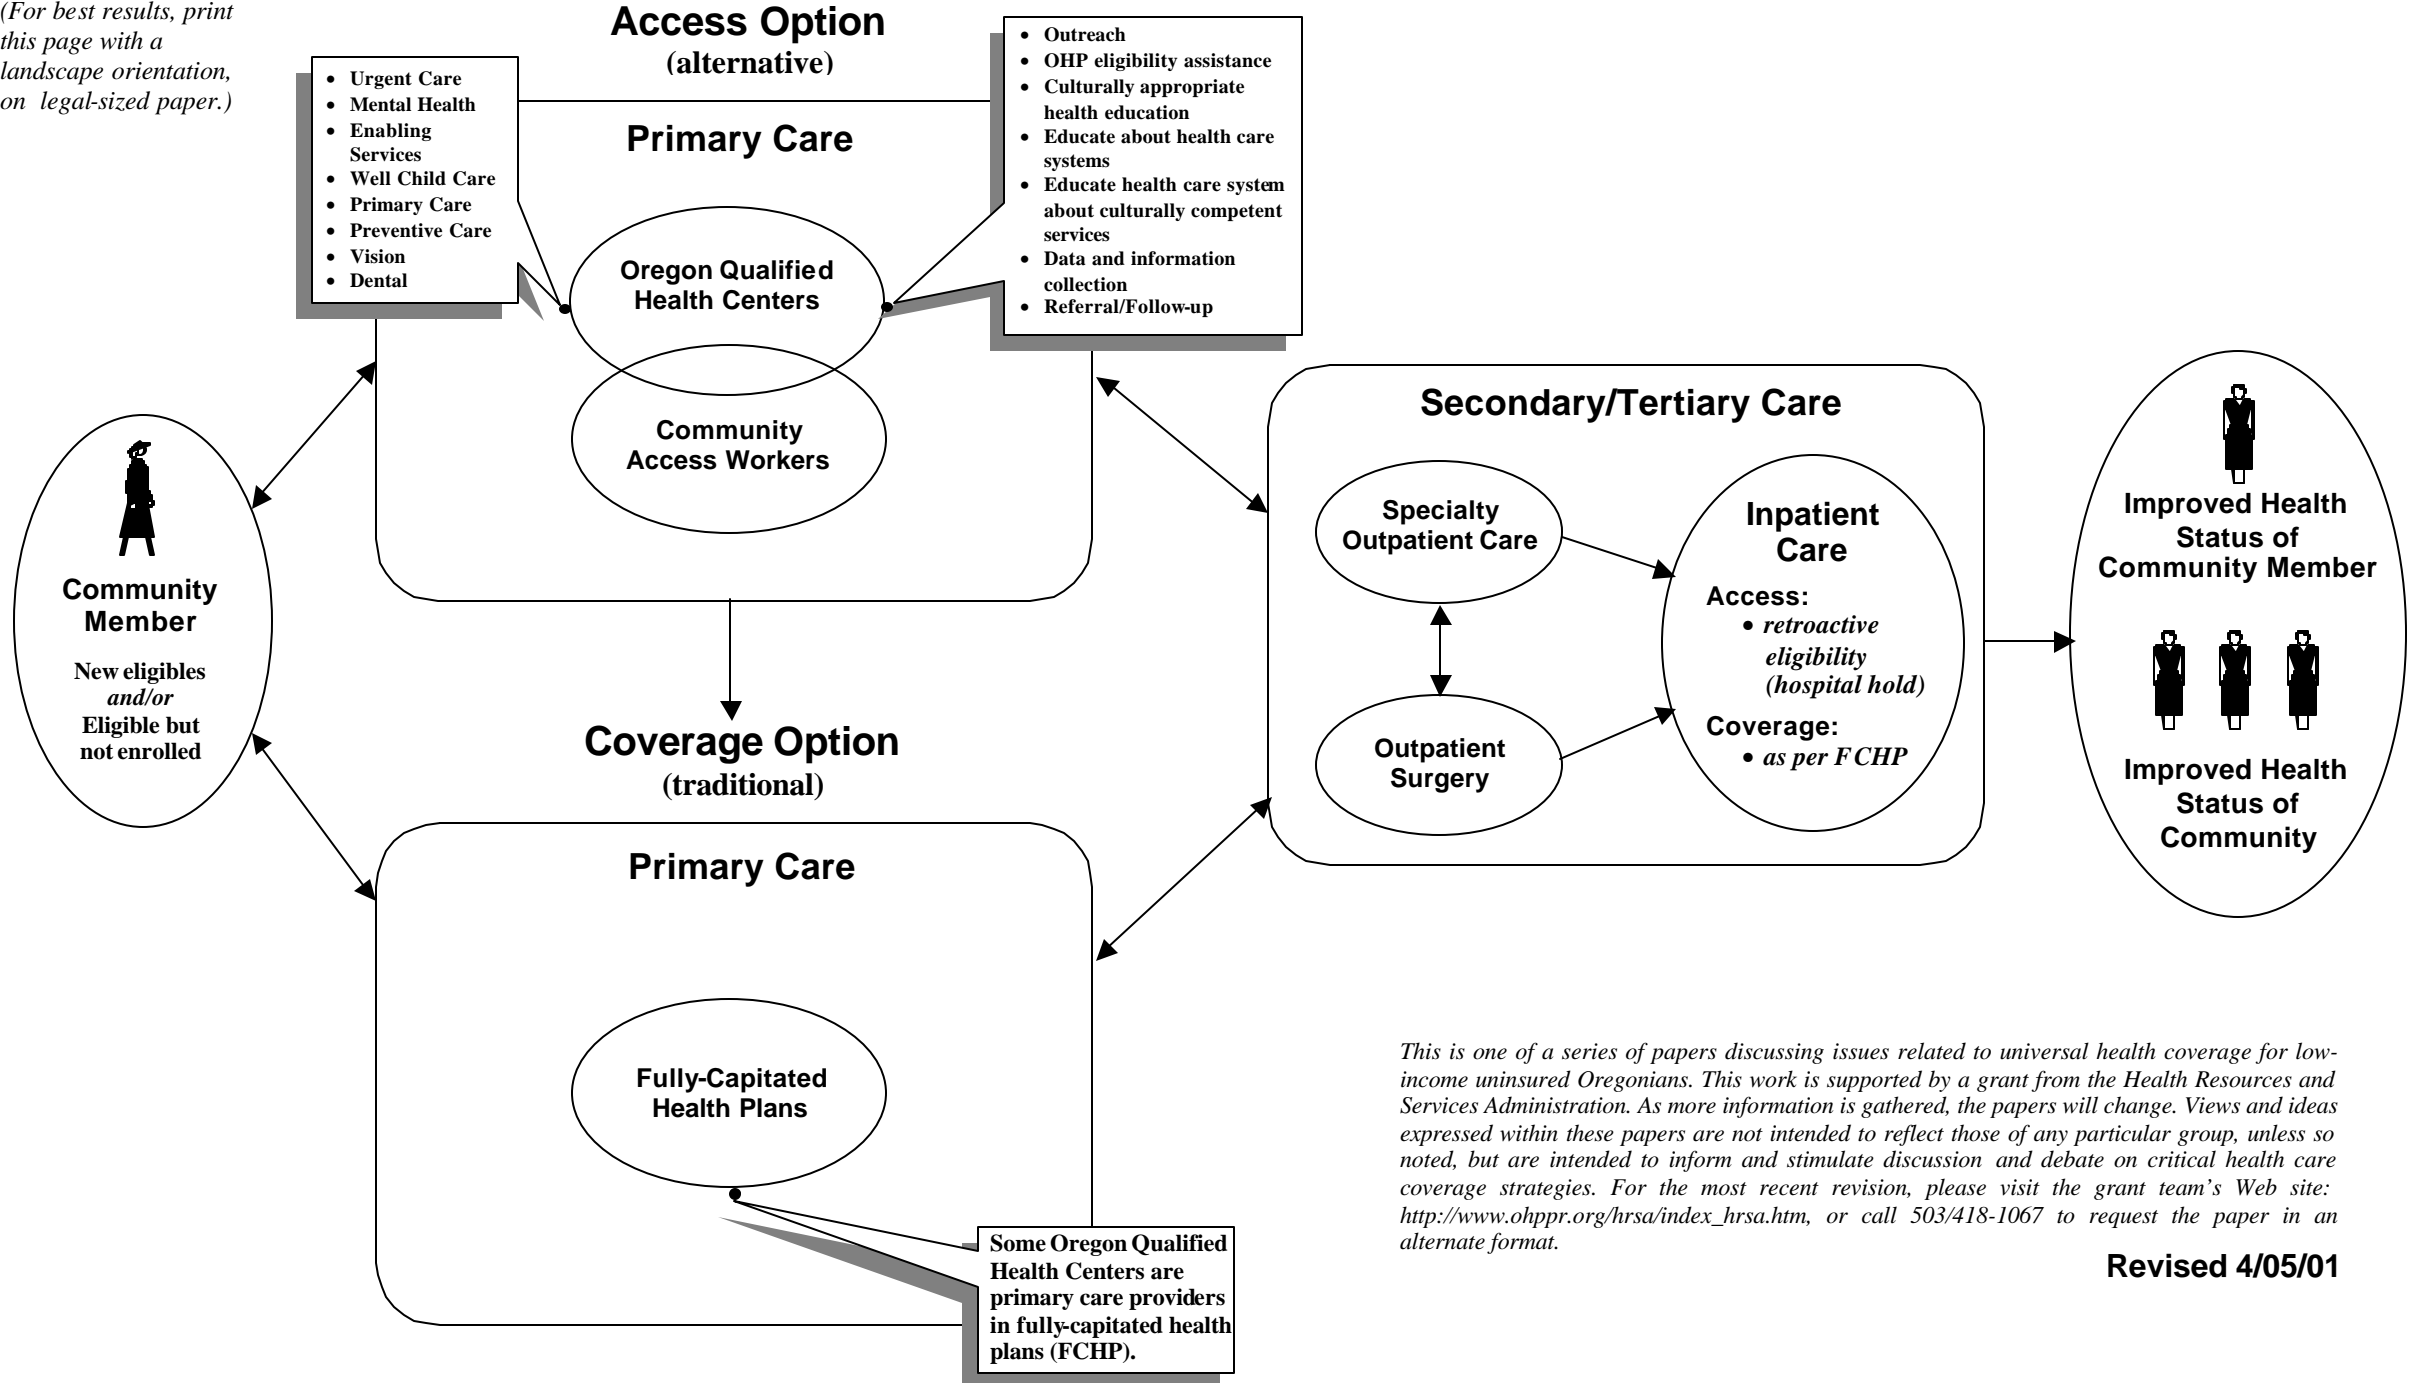 (For best results, print
this page with a
landscape orientation,
on legal-sized paper.)
Access Option
(alternative)
• Urgent Care
• Mental Health
• Enabling
Services
• Well Child Care
• Primary Care
• Preventive Care
• Vision
• Dental
Primary Care
• Outreach
• OHP eligibility assistance
• Culturally appropriate
health education
• Educate about health care
systems
• Educate health care system
about culturally competent
services
• Data and information
collection
• Referral/Follow-up
Oregon Qualified
Health Centers
Community
Access Workers
Community
Member
New eligibles
and/or
Eligible but
not enrolled
Coverage Option
(traditional)
Primary Care
Fully-Capitated
Health Plans
Some Oregon Qualified
Health Centers are
primary care providers
in fully-capitated health
plans (FCHP).
Secondary/Tertiary Care
Specialty
Outpatient Care
Outpatient
Surgery
Inpatient
Care
Access:
• retroactive
eligibility
(hospital hold)
Coverage:
• as per FCHP
Improved Health
Status of
Community Member
Improved Health
Status of
Community
This is one of a series of papers discussing issues related to universal health coverage for low-
income uninsured Oregonians. This work is supported by a grant from the Health Resources and
Services Administration. As more information is gathered, the papers will change. Views and ideas
expressed within these papers are not intended to reflect those of any particular group, unless so
noted, but are intended to inform and stimulate discussion and debate on critical health care
coverage strategies. For the most recent revision, please visit the grant team's Web site:
http://www.ohppr.org/hrsa/index_hrsa.htm, or call 503/418-1067 to request the paper in an
alternate format.
Revised 4/05/01